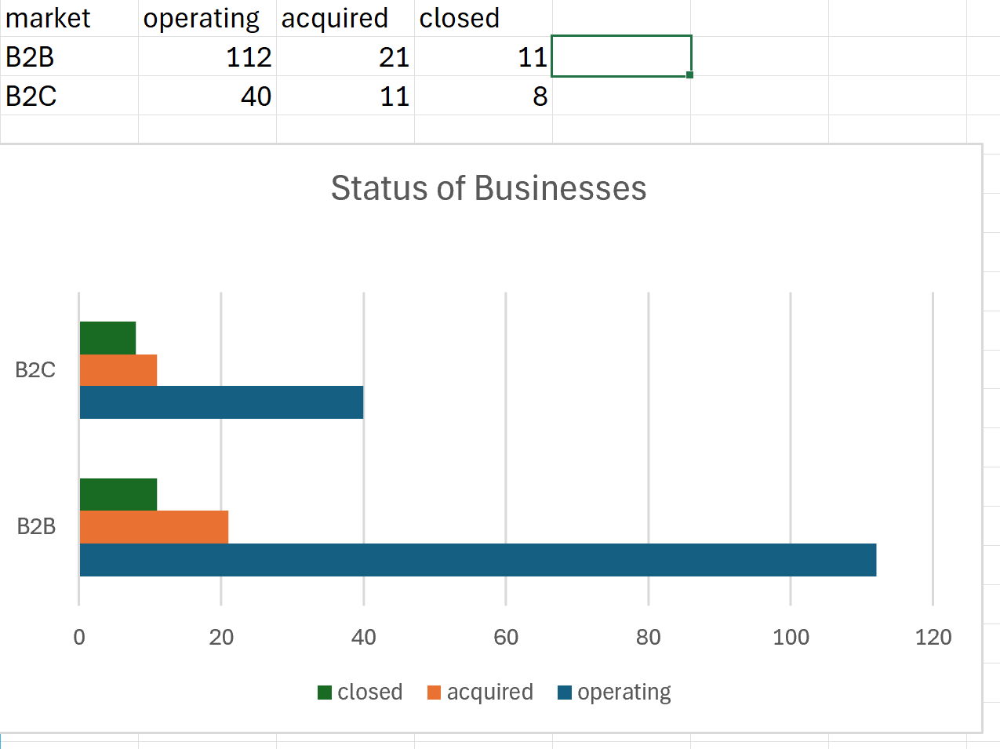 market operating acquired closed
B2B 112 21 11
B2C 40 11 8
Status of Businesses
B2C
B2B
0 20 40 60 80 100 120
closed acquired operating